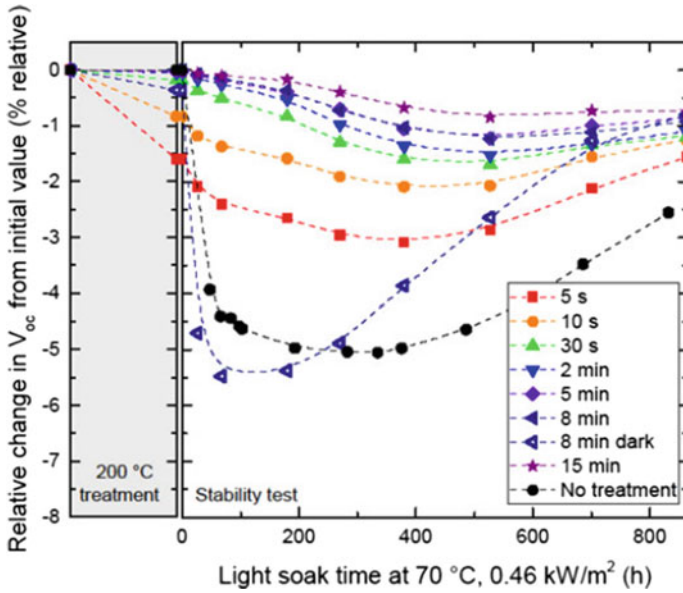 Relative change in Voc from initial value (% relative)
0
-1
-2
-3
-4
-5
-6
-7
-8
200 °C
treatment
Stability test
5 s
10 s
30 s
2 min
5 min
8 min
8 min dark
15 min
No treatment
0
200
400
600
800
Light soak time at 70 °C, 0.46 kW/m² (h)